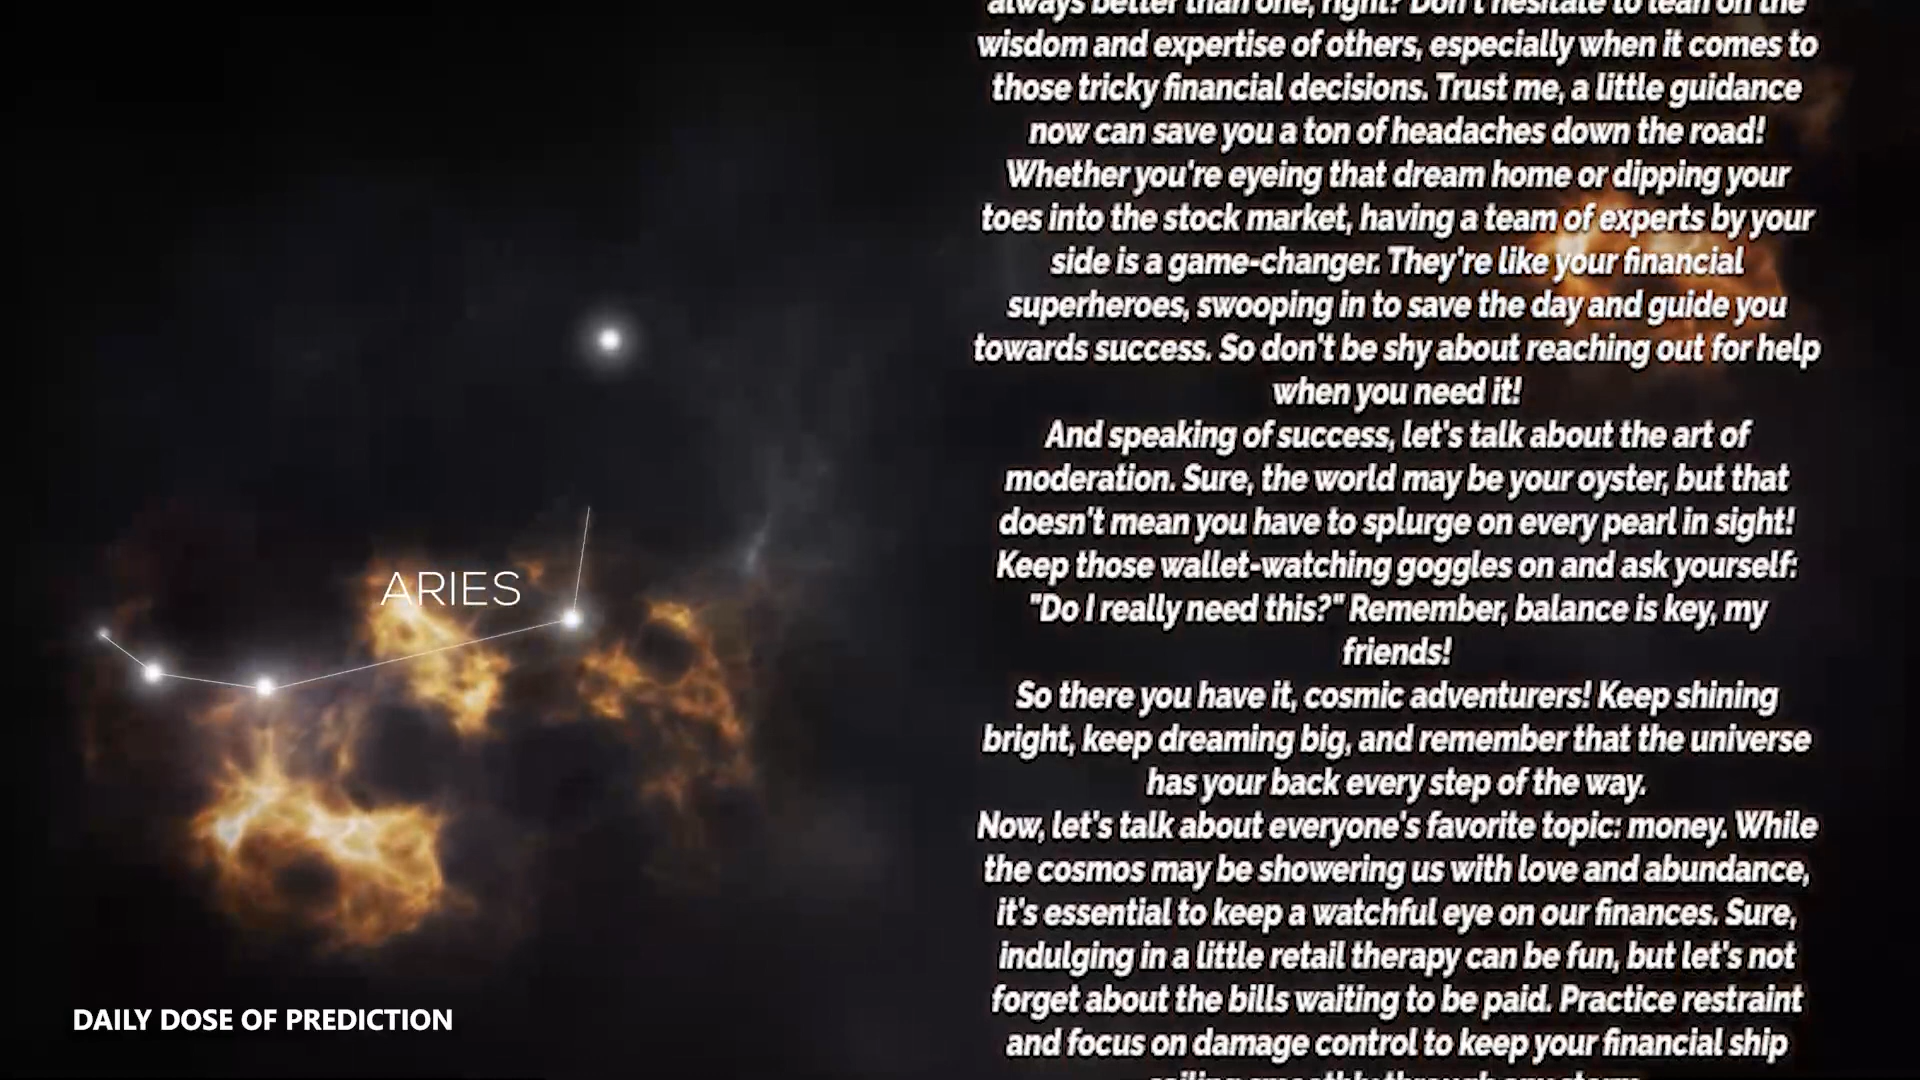 always better than one, right? Don't hesitate to lean on the
wisdom and expertise of others, especially when it comes to
those tricky financial decisions. Trust me, a little guidance
now can save you a ton of headaches down the road!
Whether you're eyeing that dream home or dipping your
toes into the stock market, having a team of experts by your
side is a game-changer. They're like your financial
superheroes, swooping in to save the day and guide you
towards success. So don't be shy about reaching out for help
when you need it!
And speaking of success, let's talk about the art of
moderation. Sure, the world may be your oyster, but that
doesn't mean you have to splurge on every pearl in sight!
Keep those wallet-watching goggles on and ask yourself:
"Do I really need this?" Remember, balance is key, my
friends!
So there you have it, cosmic adventurers! Keep shining
bright, keep dreaming big, and remember that the universe
has your back every step of the way.
Now, let's talk about everyone's favorite topic: money. While
the cosmos may be showering us with love and abundance,
it's essential to keep a watchful eye on our finances. Sure,
indulging in a little retail therapy can be fun, but let's not
forget about the bills waiting to be paid. Practice restraint
and focus on damage control to keep your financial ship
ARIES
DAILY DOSE OF PREDICTION